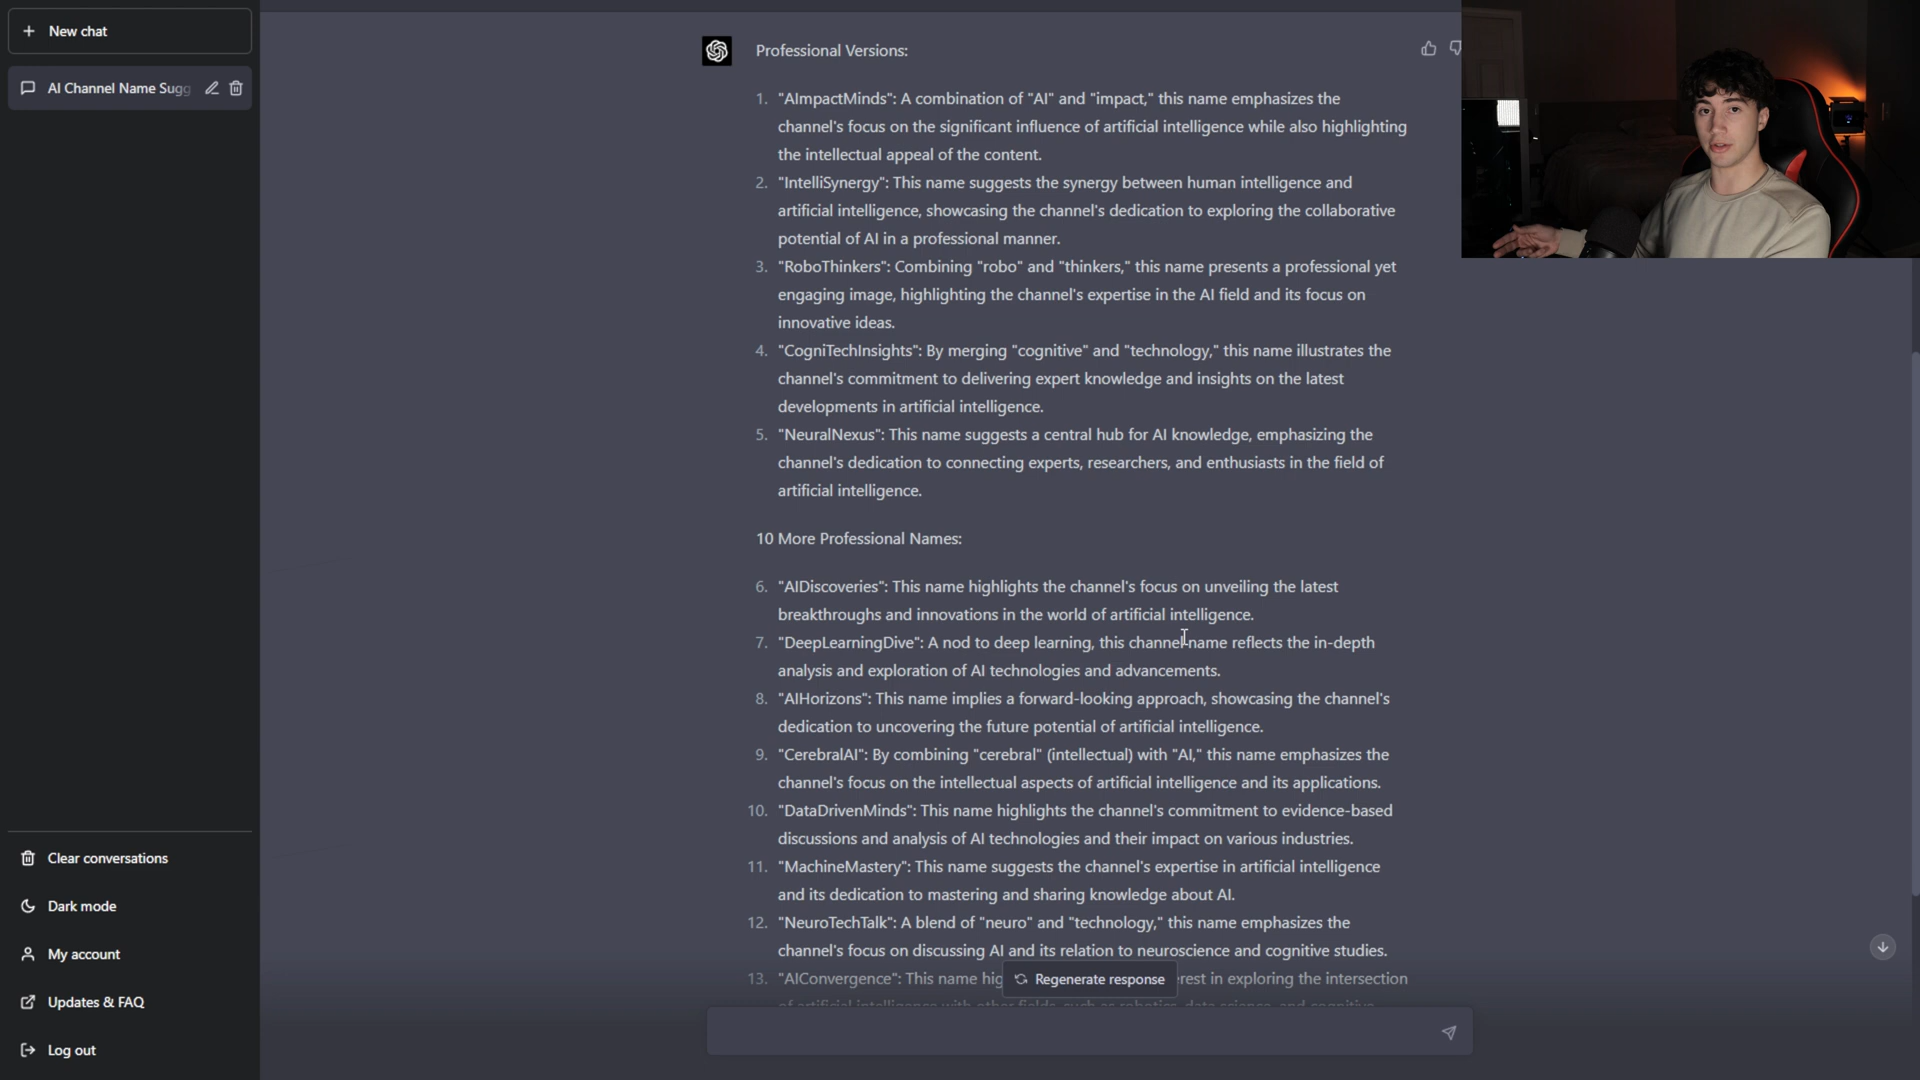 New chat
AI Channel Name Sugg
Professional Versions:
1. "AImpactMinds": A combination of "AI" and "impact," this name emphasizes the
channel's focus on the significant influence of artificial intelligence while also highlighting
the intellectual appeal of the content.
2. "IntelliSynergy": This name suggests the synergy between human intelligence and
artificial intelligence, showcasing the channel's dedication to exploring the collaborative
potential of AI in a professional manner.
3. "RoboThinkers": Combining "robo" and "thinkers," this name presents a professional yet
engaging image, highlighting the channel's expertise in the AI field and its focus on
innovative ideas.
4. "CogniTechInsights": By merging "cognitive" and "technology," this name illustrates the
channel's commitment to delivering expert knowledge and insights on the latest
developments in artificial intelligence.
5. "NeuralNexus": This name suggests a central hub for AI knowledge, emphasizing the
channel's dedication to connecting experts, researchers, and enthusiasts in the field of
artificial intelligence.
10 More Professional Names:
6. "AIDiscoveries": This name highlights the channel's focus on unveiling the latest
breakthroughs and innovations in the world of artificial intelligence.
7. "DeepLearningDive": A nod to deep learning, this channel name reflects the in-depth
analysis and exploration of AI technologies and advancements.
8. "AIHorizons": This name implies a forward-looking approach, showcasing the channel's
dedication to uncovering the future potential of artificial intelligence.
9. "CerebralAI": By combining "cerebral" (intellectual) with "AI," this name emphasizes the
channel's focus on the intellectual aspects of artificial intelligence and its applications.
10. "DataDrivenMinds": This name highlights the channel's commitment to evidence-based
discussions and analysis of AI technologies and their impact on various industries.
11. "MachineMastery": This name suggests the channel's expertise in artificial intelligence
and its dedication to mastering and sharing knowledge about AI.
12. "NeuroTechTalk": A blend of "neuro" and "technology," this name emphasizes the
channel's focus on discussing AI and its relation to neuroscience and cognitive studies.
13. "AIConvergence": This name hig rest in exploring the intersection
of artificial intelligence with other fields, such as robotics, data science, and cognitive
Regenerate response
Clear conversations
Dark mode
My account
Updates & FAQ
Log out